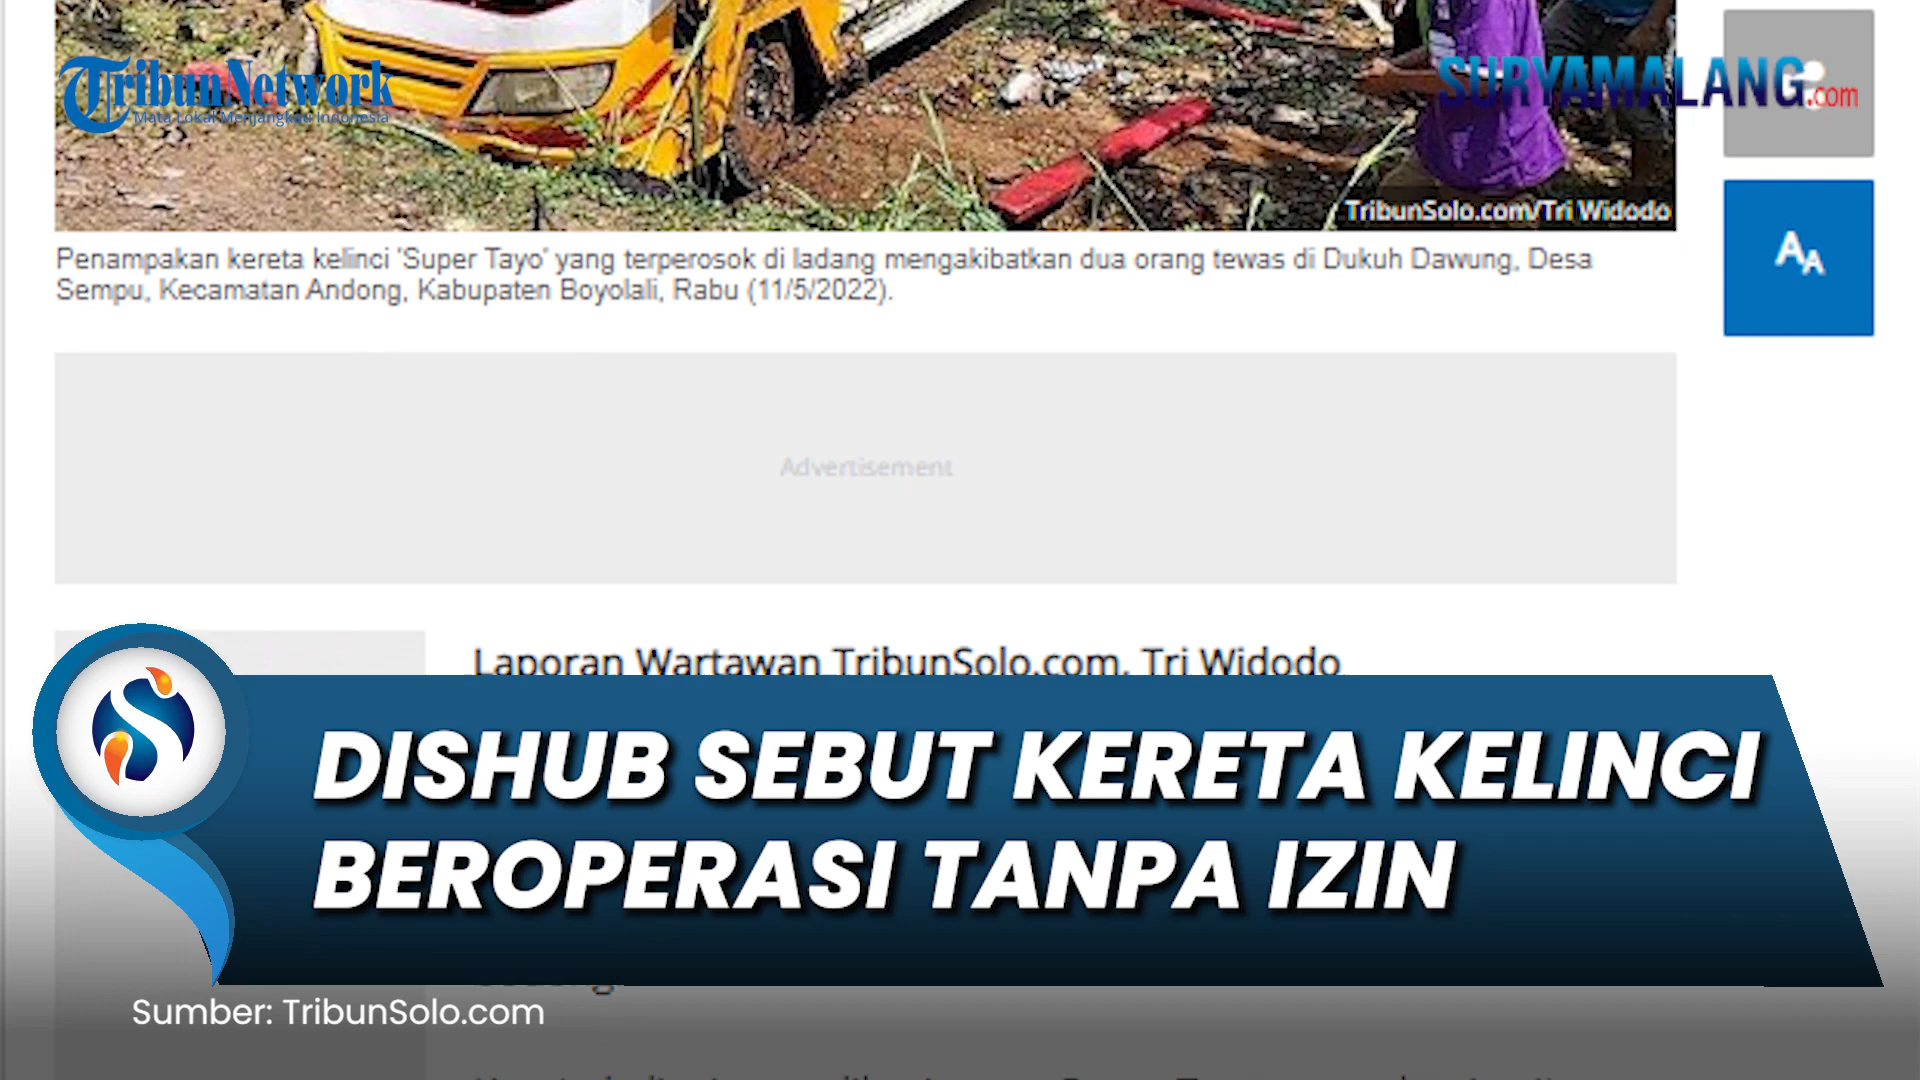 TribunNetwork
Mata Lokal Menjangkau Indonesia
SURYAMALANG.com
TribunSolo.com/Tri Widodo
AA
Penampakan kereta kelinci 'Super Tayo' yang terperosok di ladang mengakibatkan dua orang tewas di Dukuh Dawung, Desa
Sempu, Kecamatan Andong, Kabupaten Boyolali, Rabu (11/5/2022).
Advertisement
Laporan Wartawan TribunSolo.com, Tri Widodo
DISHUB SEBUT KERETA KELINCI
BEROPERASI TANPA IZIN
Sumber: TribunSolo.com